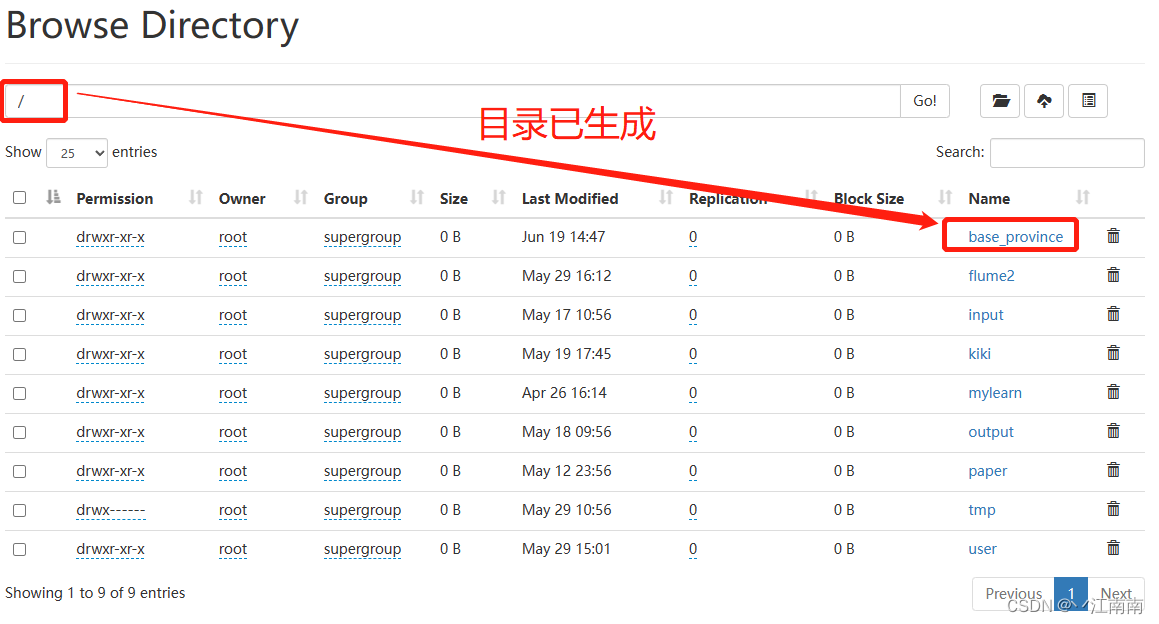 Browse Directory
/ Go!
目录已生成
Show 25 entries Search:
Permission Owner Group Size Last Modified Replication Block Size Name
drwxr-xr-x root supergroup 0 B Jun 19 14:47 0 0 B base_province
drwxr-xr-x root supergroup 0 B May 29 16:12 0 0 B flume2
drwxr-xr-x root supergroup 0 B May 17 10:56 0 0 B input
drwxr-xr-x root supergroup 0 B May 19 17:45 0 0 B kiki
drwxr-xr-x root supergroup 0 B Apr 26 16:14 0 0 B mylearn
drwxr-xr-x root supergroup 0 B May 18 09:56 0 0 B output
drwxr-xr-x root supergroup 0 B May 12 23:56 0 0 B paper
drwx------ root supergroup 0 B May 29 10:56 0 0 B tmp
drwxr-xr-x root supergroup 0 B May 29 15:01 0 0 B user
Showing 1 to 9 of 9 entries Previous 1 Next
CSDN @ 江南南